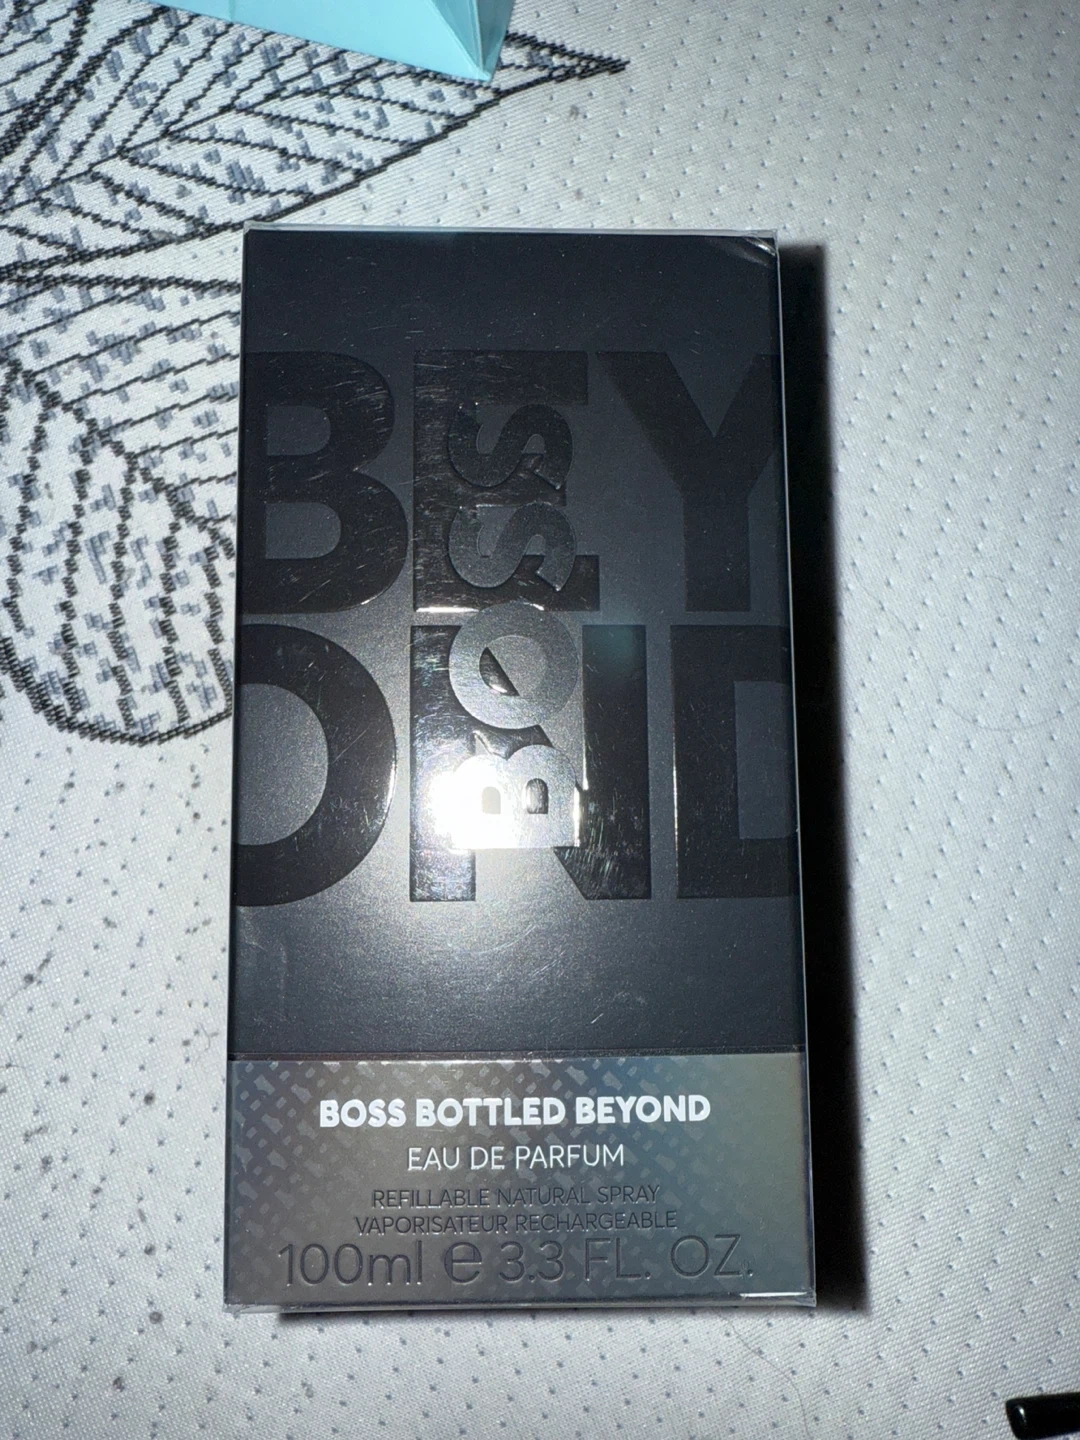 BEY
OND
BOSS
BOSS BOTTLED BEYOND
EAU DE PARFUM
REFILLABLE NATURAL SPRAY
VAPORISATEUR RECHARGEABLE
100ml ℮ 3.3 FL. OZ.